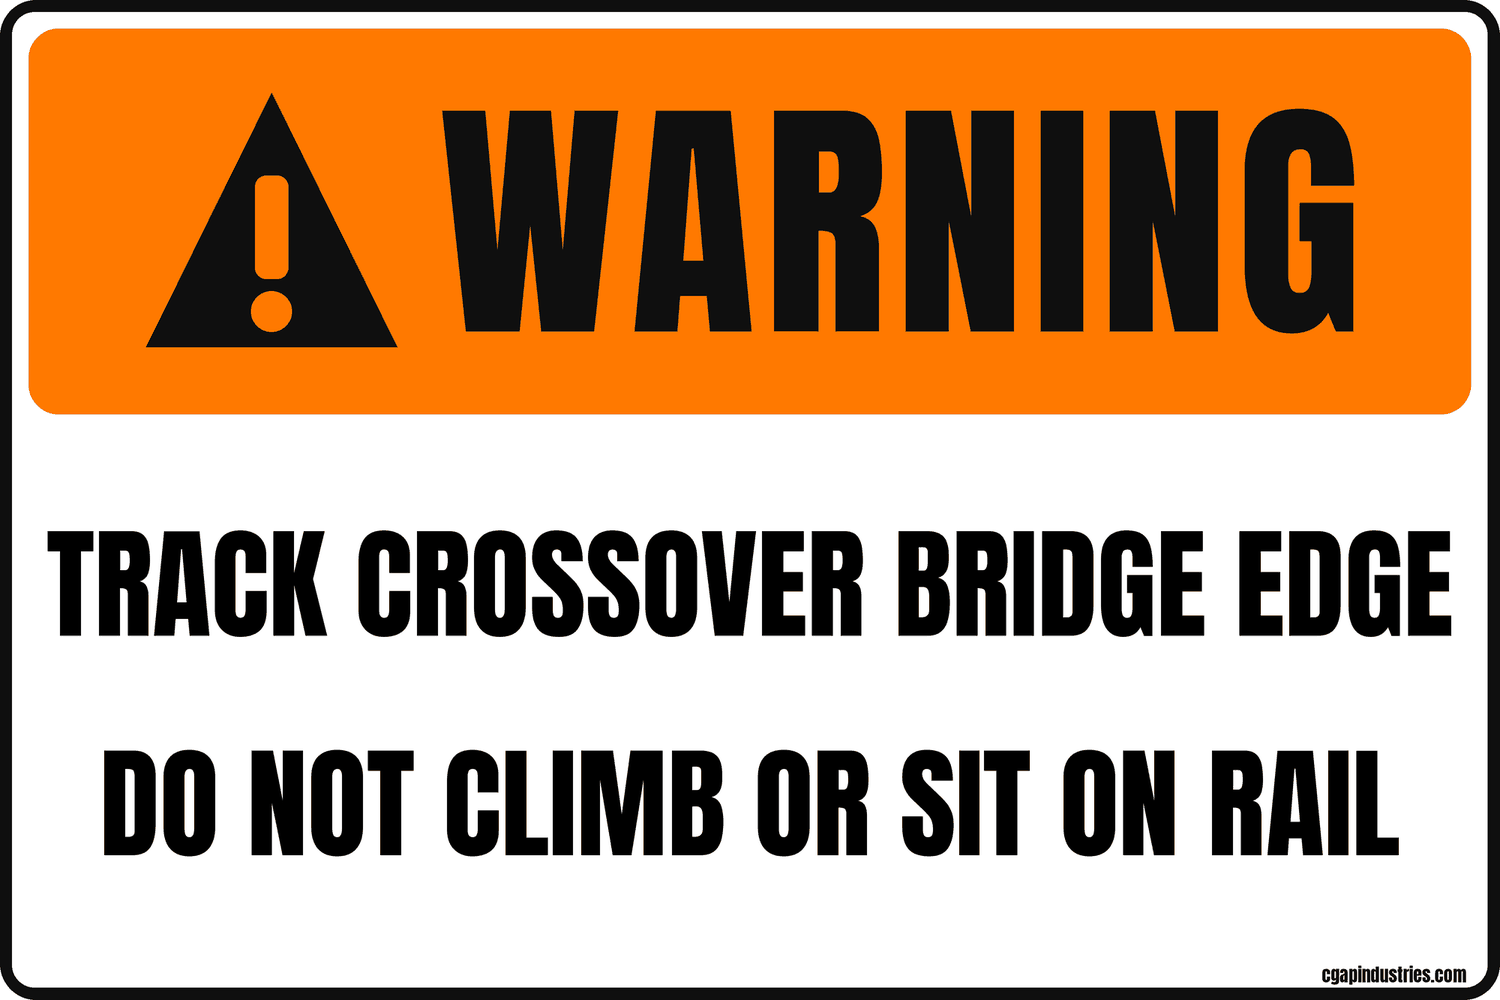 WARNING
TRACK CROSSOVER BRIDGE EDGE
DO NOT CLIMB OR SIT ON RAIL
cgapindustries.com